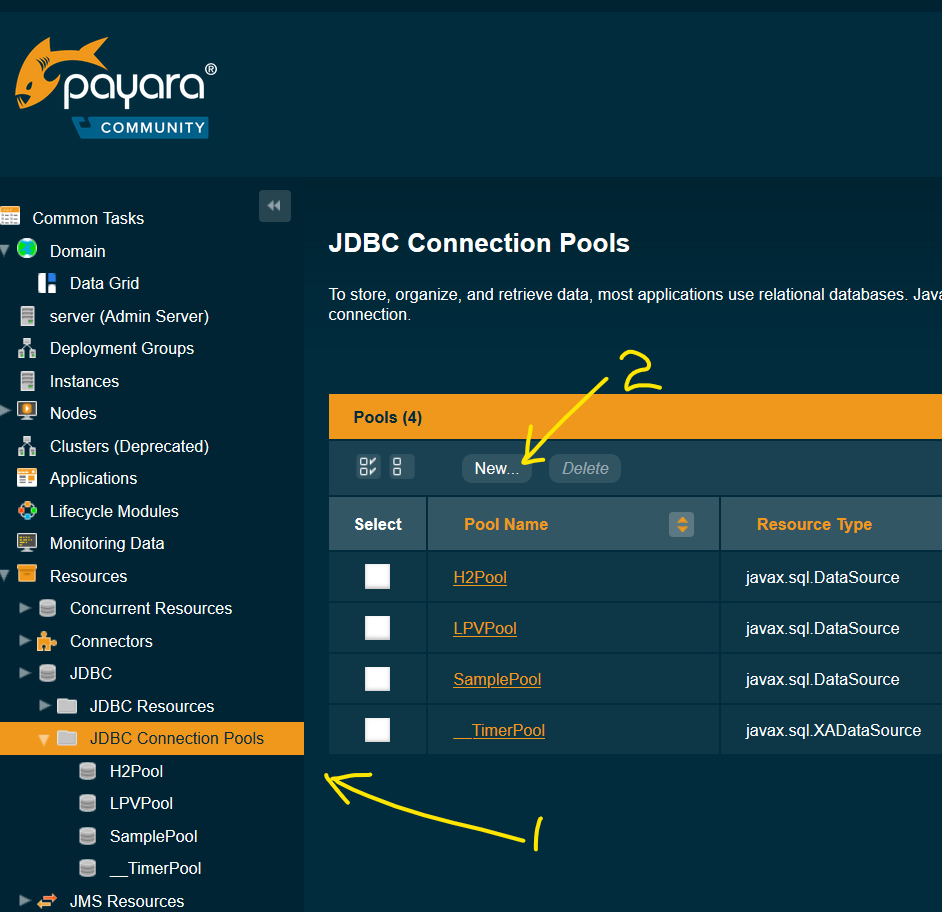 payara®
COMMUNITY
Common Tasks
Domain
Data Grid
server (Admin Server)
Deployment Groups
Instances
Nodes
Clusters (Deprecated)
Applications
Lifecycle Modules
Monitoring Data
Resources
Concurrent Resources
Connectors
JDBC
JDBC Resources
JDBC Connection Pools
H2Pool
LPVPool
SamplePool
__TimerPool
JMS Resources
JDBC Connection Pools
To store, organize, and retrieve data, most applications use relational databases. Java
connection.
2
Pools (4)
New... Delete
Select Pool Name Resource Type
H2Pool javax.sql.DataSource
LPVPool javax.sql.DataSource
SamplePool javax.sql.DataSource
__TimerPool javax.sql.XADataSource
1